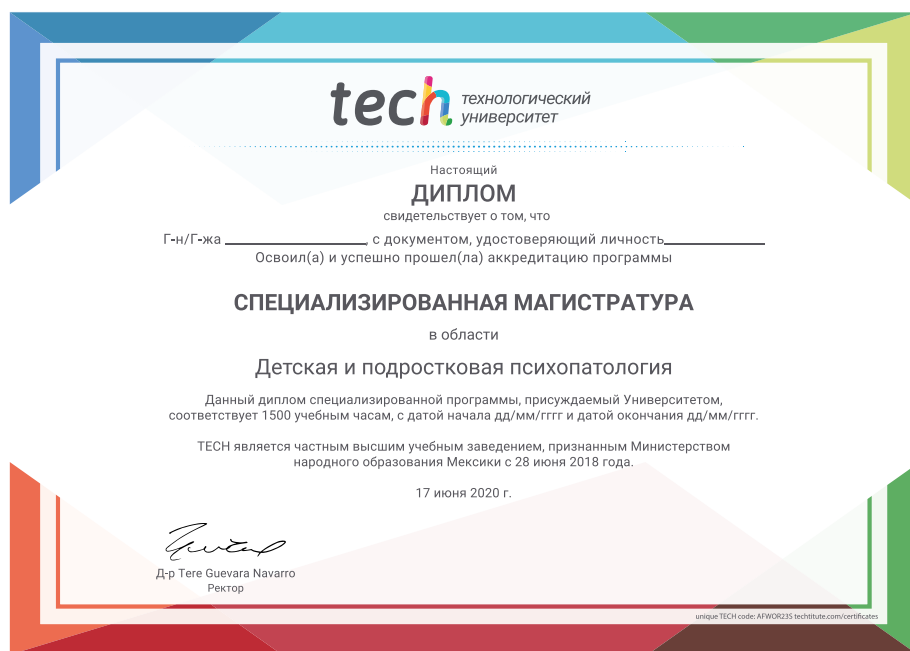 tech технологический
университет
Настоящий
ДИПЛОМ
свидетельствует о том, что
Г-н/Г-жа ____________________, с документом, удостоверяющий личность______________
Освоил(а) и успешно прошел(ла) аккредитацию программы
СПЕЦИАЛИЗИРОВАННАЯ МАГИСТРАТУРА
в области
Детская и подростковая психопатология
Данный диплом специализированной программы, присуждаемый Университетом,
соответствует 1500 учебным часам, с датой начала дд/мм/гггг и датой окончания дд/мм/гггг.
TECH является частным высшим учебным заведением, признанным Министерством
народного образования Мексики с 28 июня 2018 года.
17 июня 2020 г.
Д-р Tere Guevara Navarro
Ректор
unique TECH code: AFWOR23S techtitute.com/certificates